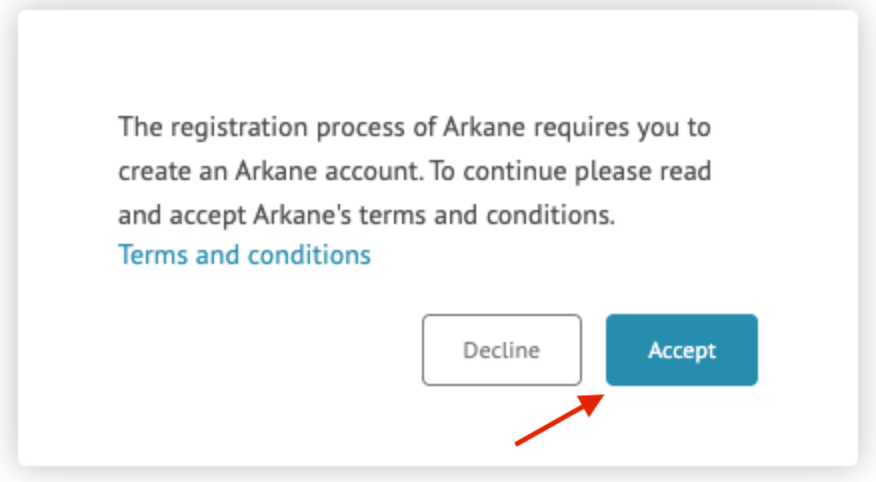 The registration process of Arkane requires you to
create an Arkane account. To continue please read
and accept Arkane's terms and conditions.
Terms and conditions
Decline
Accept